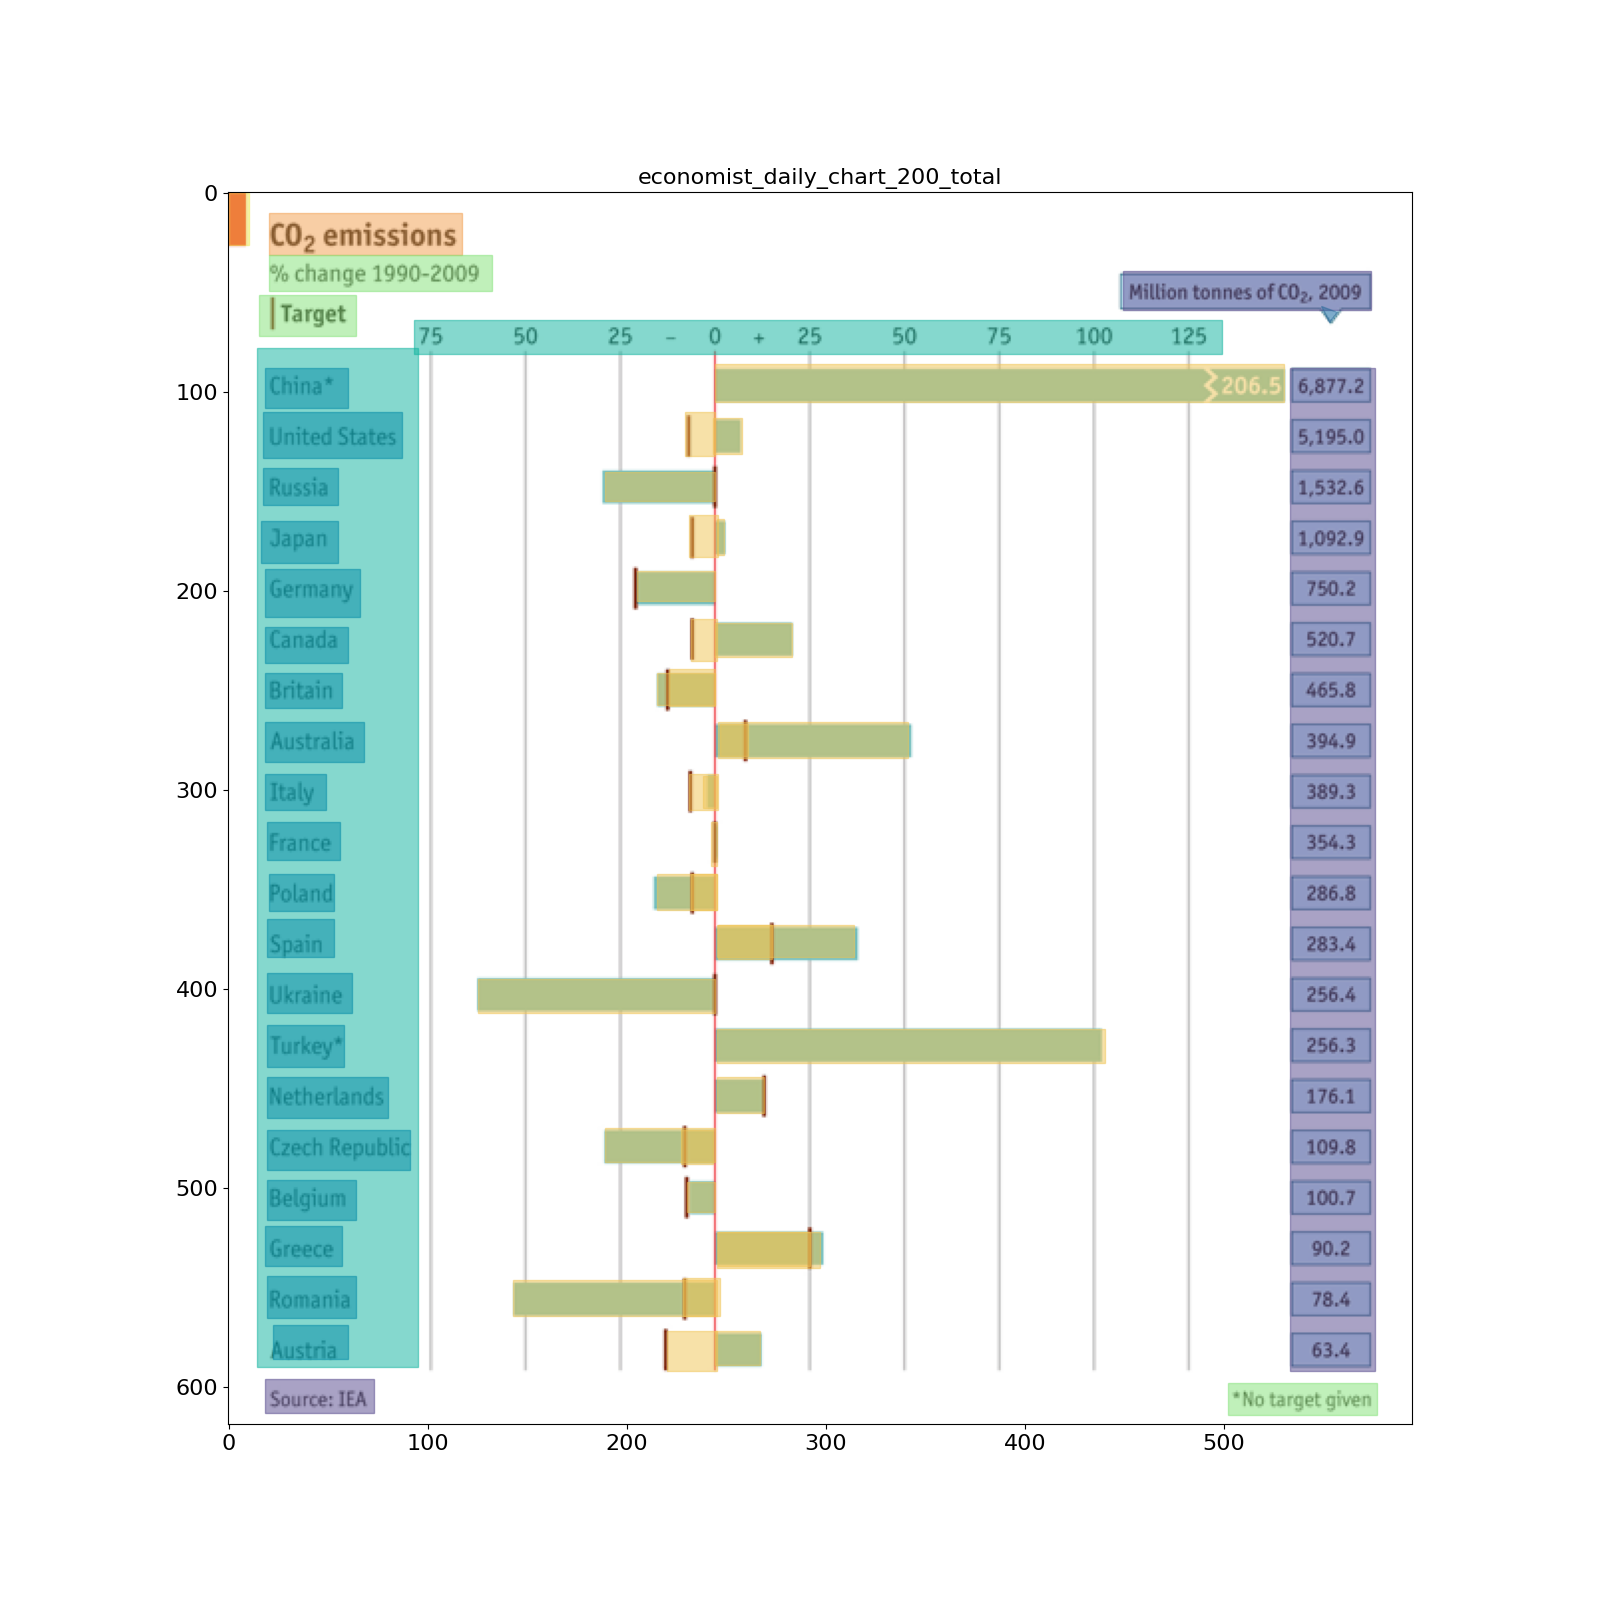 economist_daily_chart_200_total
0
CO₂ emissions
% change 1990-2009
Million tonnes of CO₂, 2009
Target
75 50 25 – 0 + 25 50 75 100 125
100 China* 206.5 6,877.2
United States 5,195.0
Russia 1,532.6
Japan 1,092.9
200 Germany 750.2
Canada 520.7
Britain 465.8
Australia 394.9
300 Italy 389.3
France 354.3
Poland 286.8
Spain 283.4
400 Ukraine 256.4
Turkey* 256.3
Netherlands 176.1
Czech Republic 109.8
500 Belgium 100.7
Greece 90.2
Romania 78.4
Austria 63.4
600 Source: IEA *No target given
0 100 200 300 400 500